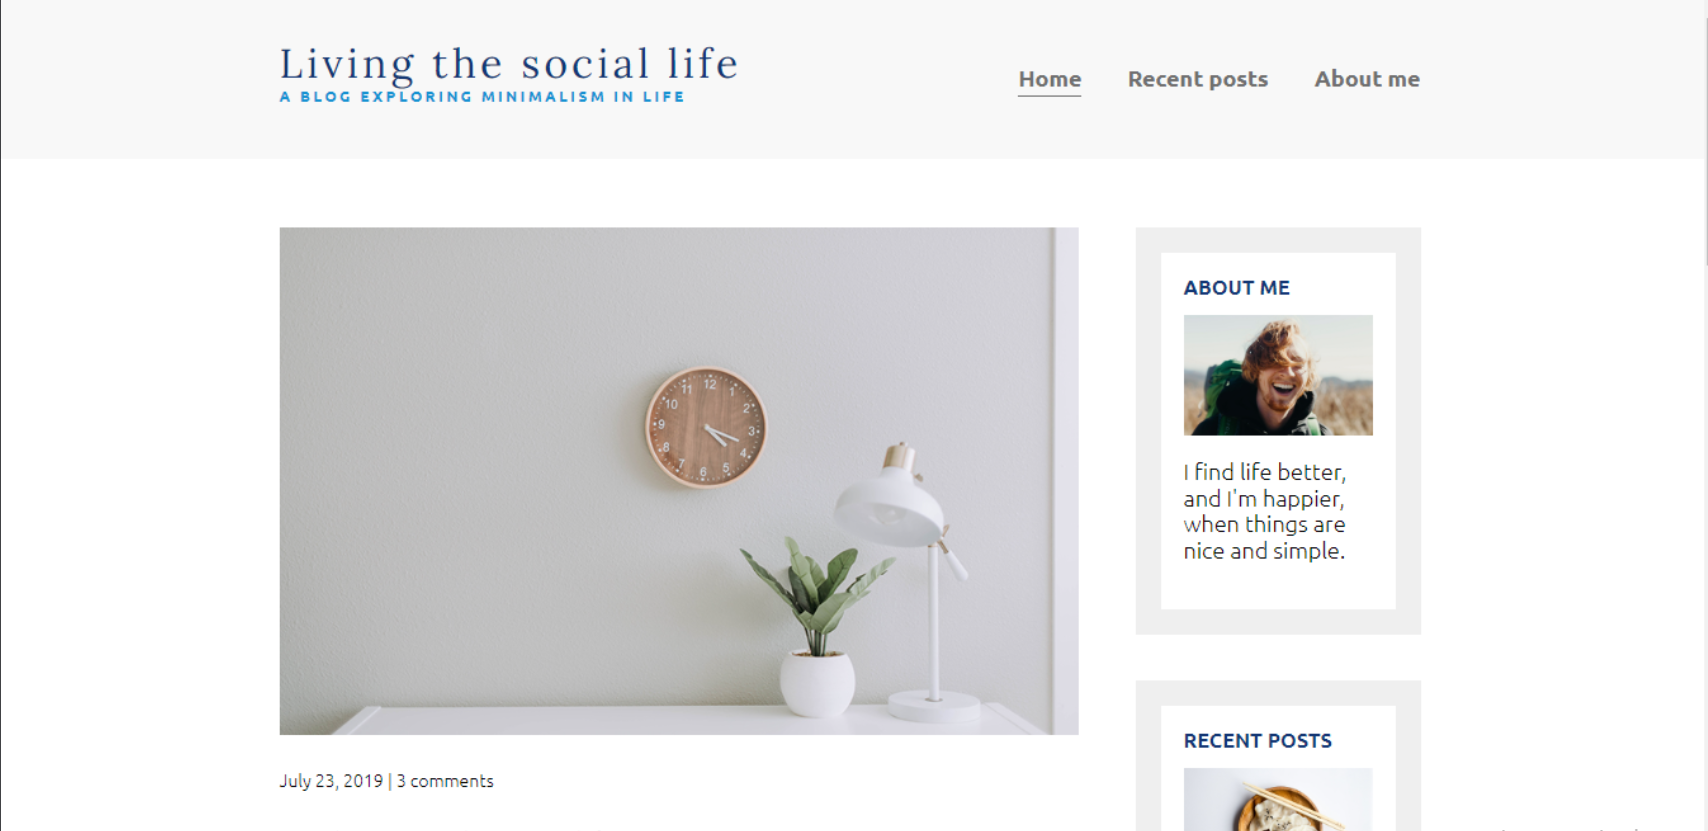 Living the social life
A BLOG EXPLORING MINIMALISM IN LIFE
Home Recent posts About me
12
11 1
10 2
9 3
8 4
7 6 5
ABOUT ME
I find life better,
and I'm happier,
when things are
nice and simple.
July 23, 2019 | 3 comments
RECENT POSTS